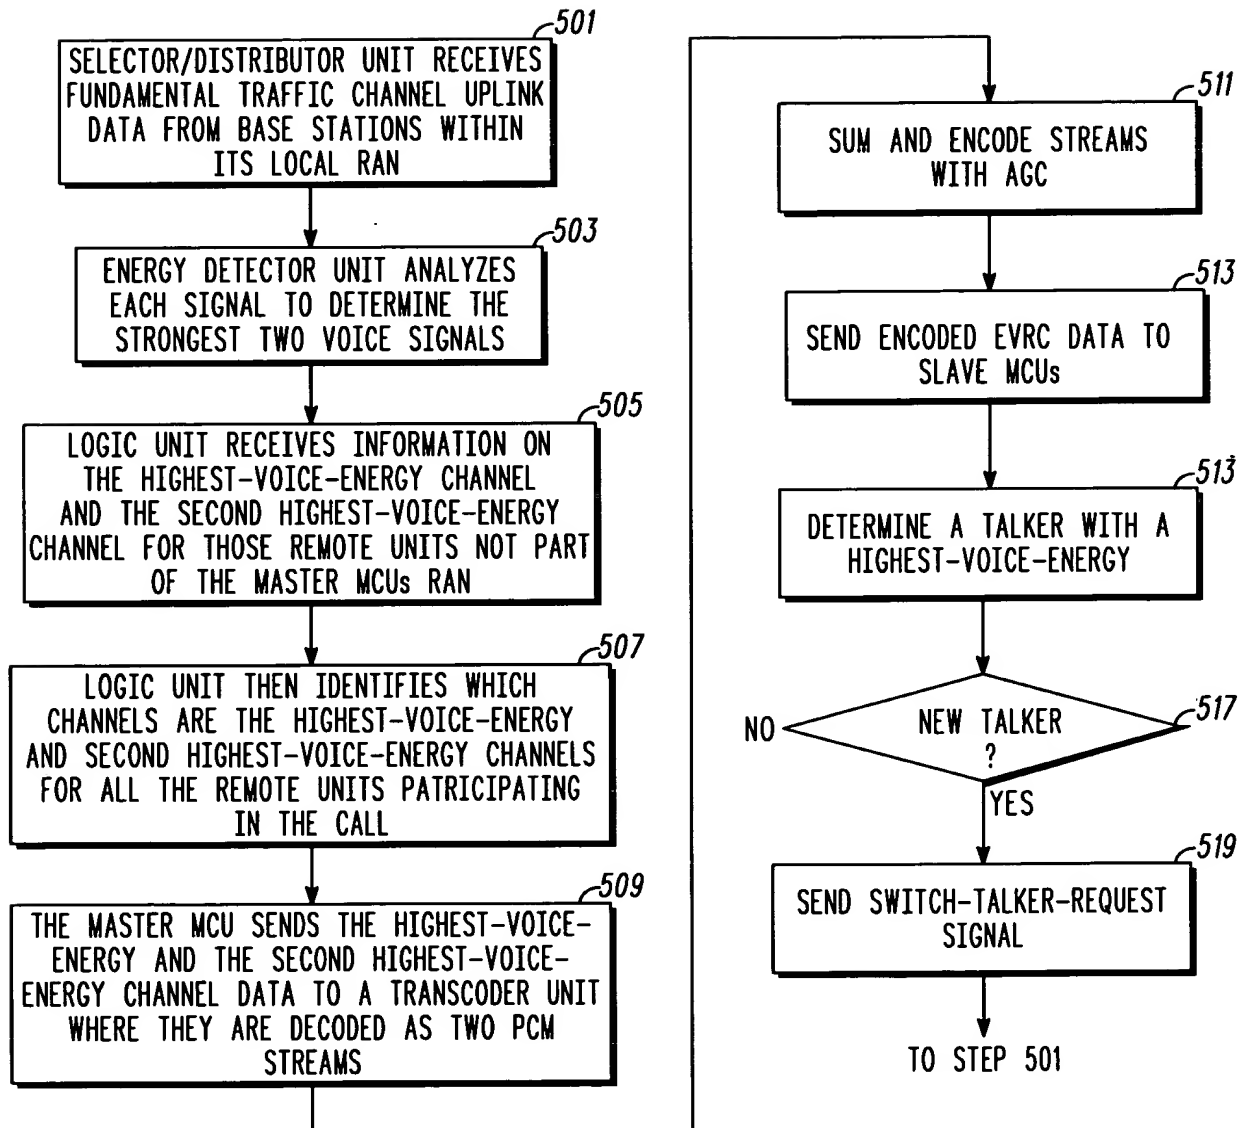 501
SELECTOR/DISTRIBUTOR UNIT RECEIVES
FUNDAMENTAL TRAFFIC CHANNEL UPLINK
DATA FROM BASE STATIONS WITHIN
ITS LOCAL RAN
503
ENERGY DETECTOR UNIT ANALYZES
EACH SIGNAL TO DETERMINE THE
STRONGEST TWO VOICE SIGNALS
505
LOGIC UNIT RECEIVES INFORMATION ON
THE HIGHEST-VOICE-ENERGY CHANNEL
AND THE SECOND HIGHEST-VOICE-ENERGY
CHANNEL FOR THOSE REMOTE UNITS NOT PART
OF THE MASTER MCUs RAN
507
LOGIC UNIT THEN IDENTIFIES WHICH
CHANNELS ARE THE HIGHEST-VOICE-ENERGY
AND SECOND HIGHEST-VOICE-ENERGY CHANNELS
FOR ALL THE REMOTE UNITS PATRICIPATING
IN THE CALL
509
THE MASTER MCU SENDS THE HIGHEST-VOICE-
ENERGY AND THE SECOND HIGHEST-VOICE-
ENERGY CHANNEL DATA TO A TRANSCODER UNIT
WHERE THEY ARE DECODED AS TWO PCM
STREAMS
511
SUM AND ENCODE STREAMS
WITH AGC
513
SEND ENCODED EVRC DATA TO
SLAVE MCUs
513
DETERMINE A TALKER WITH A
HIGHEST-VOICE-ENERGY
517
NO
NEW TALKER
?
YES
519
SEND SWITCH-TALKER-REQUEST
SIGNAL
TO STEP 501